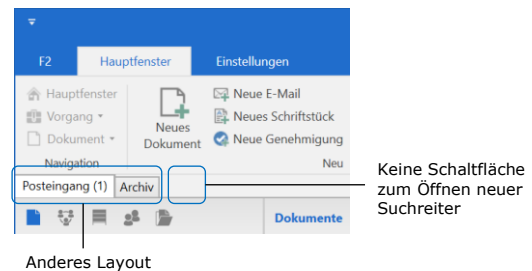 F2 Hauptfenster Einstellungen
Hauptfenster
Vorgang
Dokument
Navigation
Neues
Dokument
Neue E-Mail
Neues Schriftstück
Neue Genehmigung
Neu
Posteingang (1) Archiv
Dokumente
Keine Schaltfläche
zum Öffnen neuer
Suchreiter
Anderes Layout